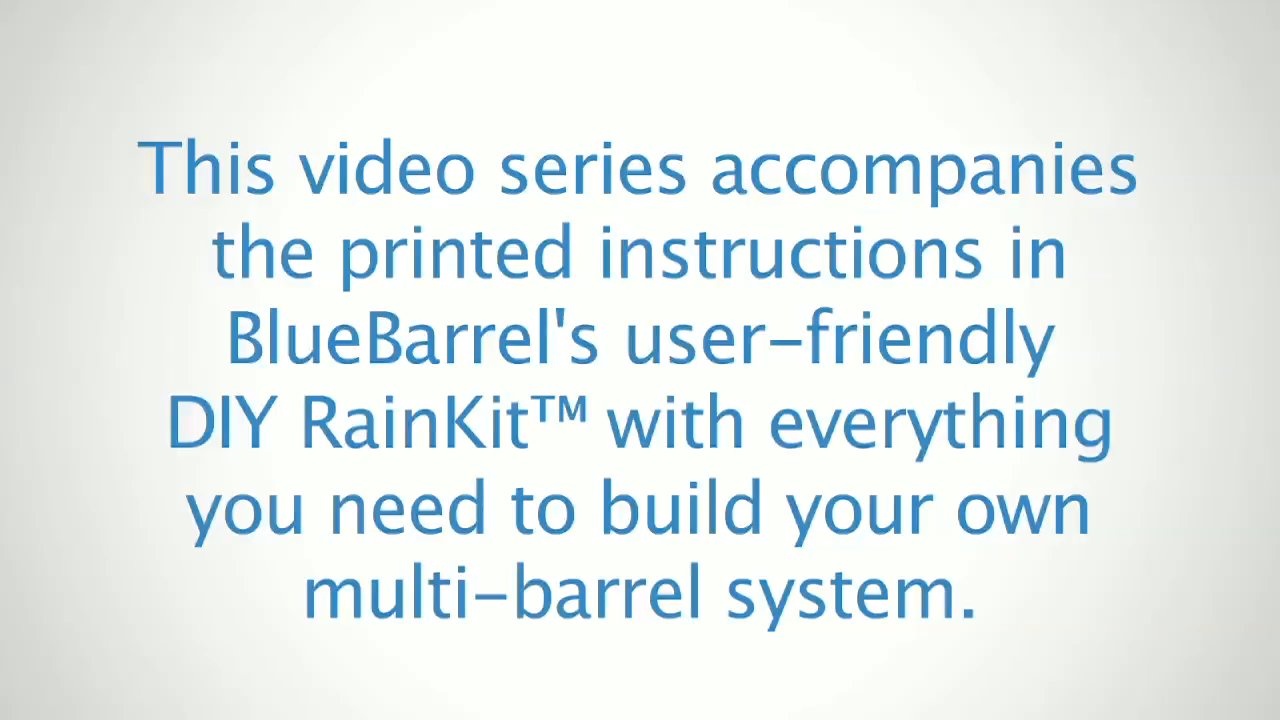 This video series accompanies
the printed instructions in
BlueBarrel's user-friendly
DIY RainKit™ with everything
you need to build your own
multi-barrel system.